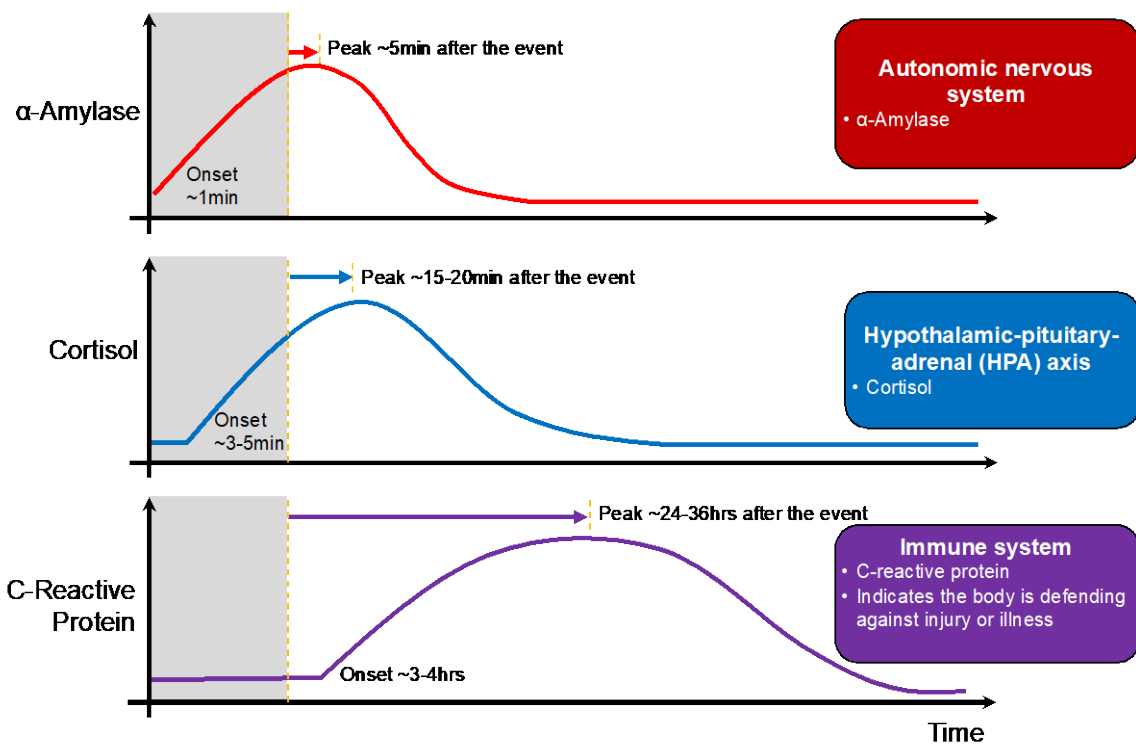 Peak ~5min after the event
α-Amylase
Onset
~1min
Autonomic nervous
system
• α-Amylase
Peak ~15-20min after the event
Cortisol
Onset
~3-5min
Hypothalamic-pituitary-
adrenal (HPA) axis
• Cortisol
Peak ~24-36hrs after the event
C-Reactive
Protein
Onset ~3-4hrs
Immune system
• C-reactive protein
• Indicates the body is defending
against injury or illness
Time